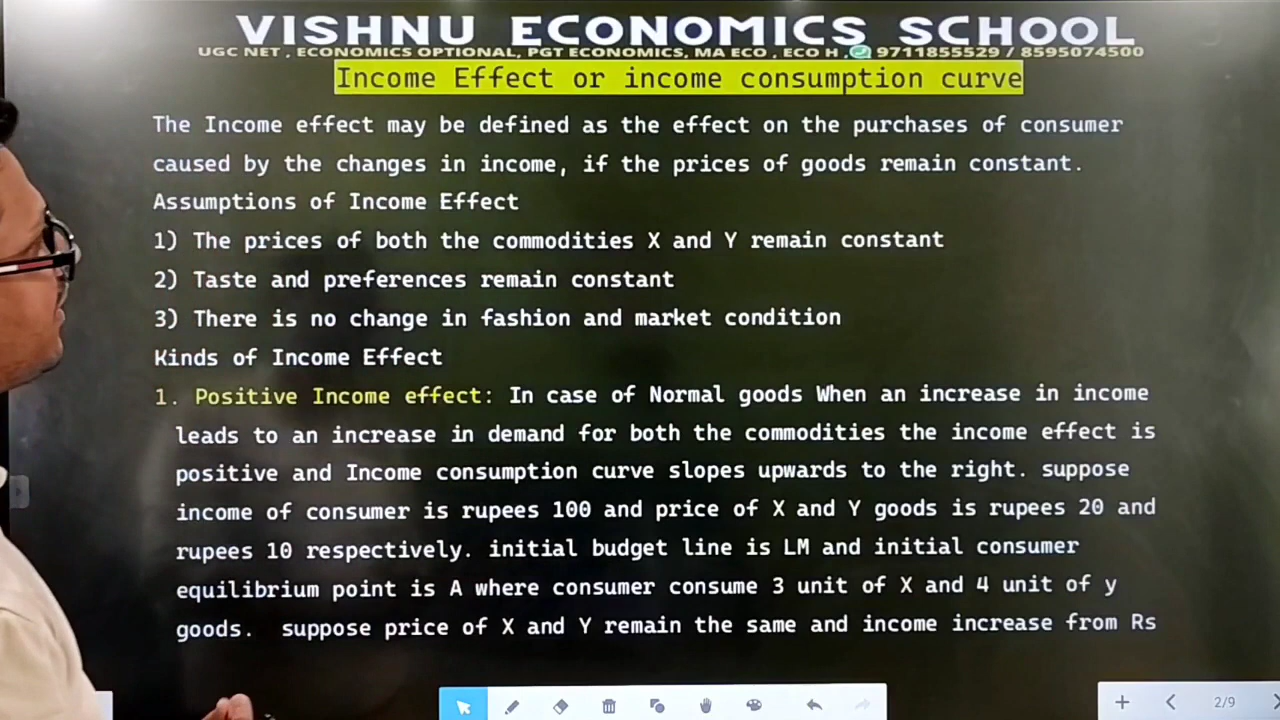 VISHNU ECONOMICS SCHOOL
UGC NET , ECONOMICS OPTIONAL, PGT ECONOMICS, MA ECO , ECO H , 9711855529 / 8595074500
Income Effect or income consumption curve
The Income effect may be defined as the effect on the purchases of consumer
caused by the changes in income, if the prices of goods remain constant.
Assumptions of Income Effect
1) The prices of both the commodities X and Y remain constant
2) Taste and preferences remain constant
3) There is no change in fashion and market condition
Kinds of Income Effect
1. Positive Income effect: In case of Normal goods When an increase in income
leads to an increase in demand for both the commodities the income effect is
positive and Income consumption curve slopes upwards to the right. suppose
income of consumer is rupees 100 and price of X and Y goods is rupees 20 and
rupees 10 respectively. initial budget line is LM and initial consumer
equilibrium point is A where consumer consume 3 unit of X and 4 unit of y
goods. suppose price of X and Y remain the same and income increase from Rs
2/9